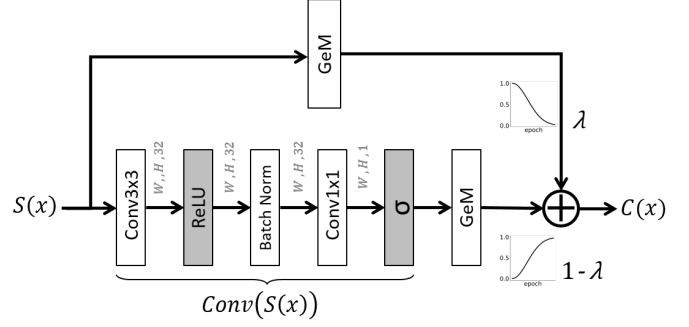 GeM
1.0
0.5
0.0
epoch
λ
W,,H,32
W,H,32
W,H,32
W,H,1
S(x)
Conv3x3
ReLU
Batch Norm
Conv1x1
σ
GeM
C(x)
1.0
0.5
0.0
epoch
1-λ
Conv(S(x))